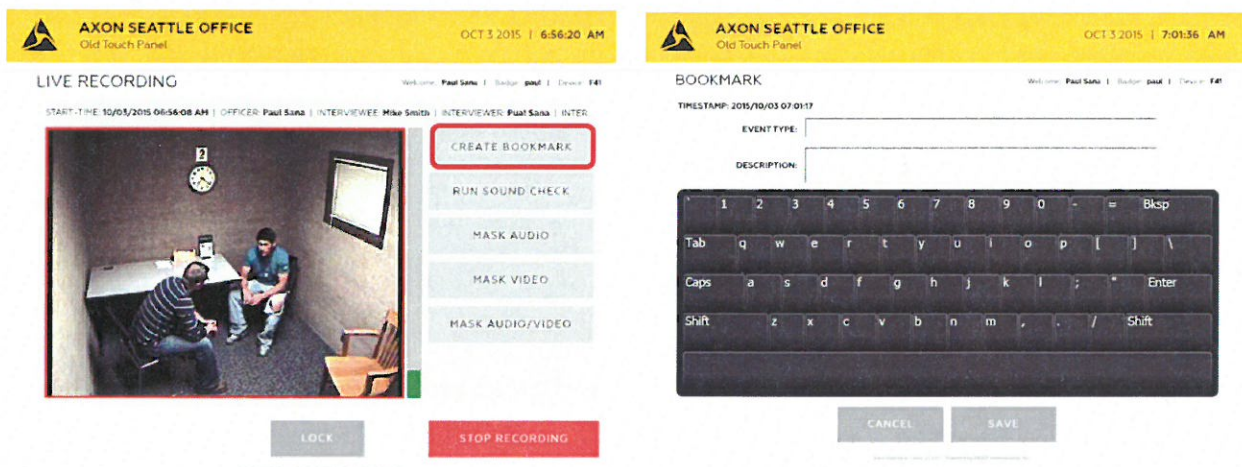 AXON SEATTLE OFFICE
Old Touch Panel
OCT 3 2015 | 6:56:20 AM
LIVE RECORDING
Welcome: Paul Sana | Badge: paul | Device: F41
START-TIME: 10/03/2015 06:56:08 AM | OFFICER: Paul Sana | INTERVIEWEE: Mike Smith | INTERVIEWER: Pual Sana | INTER
2
CREATE BOOKMARK
RUN SOUND CHECK
MASK AUDIO
MASK VIDEO
MASK AUDIO/VIDEO
LOCK
STOP RECORDING
AXON SEATTLE OFFICE
Old Touch Panel
OCT 3 2015 | 7:01:36 AM
BOOKMARK
Welcome: Paul Sana | Badge: paul | Device: F41
TIMESTAMP: 2015/10/03 07:01:17
EVENT TYPE:
DESCRIPTION:
` 1 2 3 4 5 6 7 8 9 0 - = Bksp
Tab q w e r t y u i o p [ ] \
Caps a s d f g h j k l ; " Enter
Shift z x c v b n m , . / Shift
CANCEL SAVE